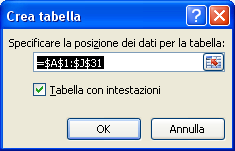 Crea tabella
Specificare la posizione dei dati per la tabella:
=$A$1:$J$31
Tabella con intestazioni
OK
Annulla